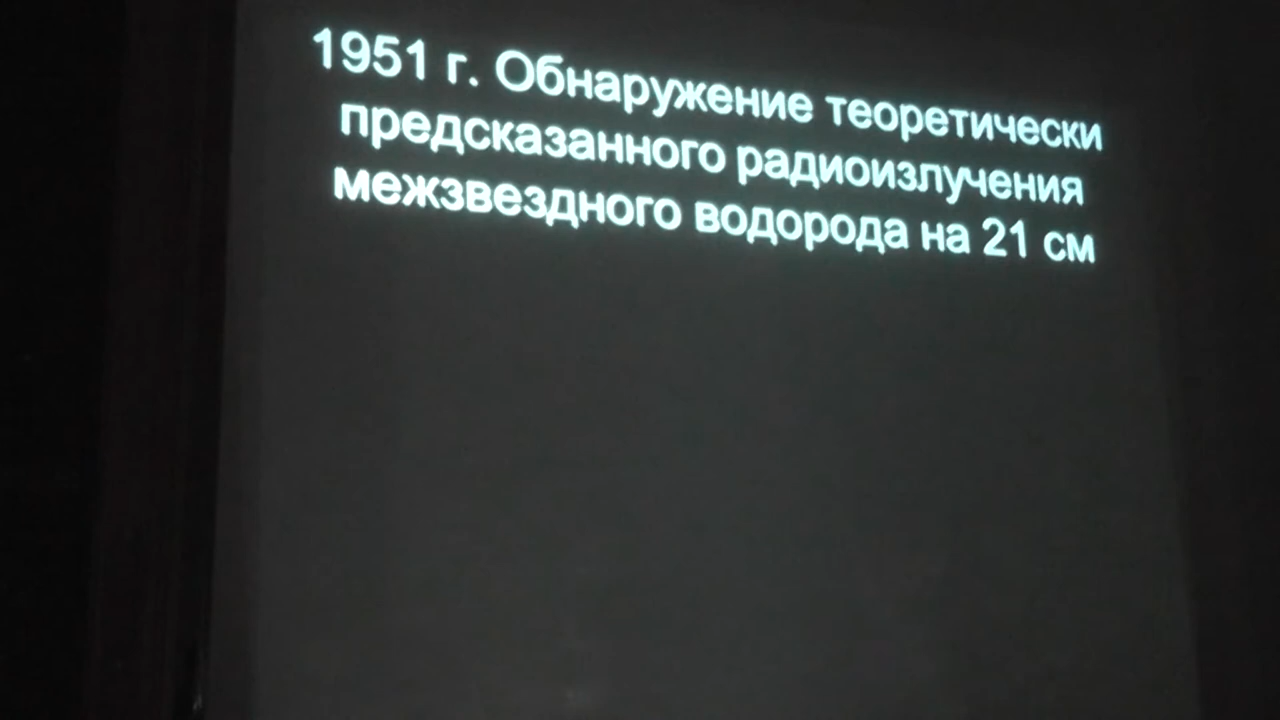 1951 г. Обнаружение теоретически
предсказанного радиоизлучения
межзвездного водорода на 21 см